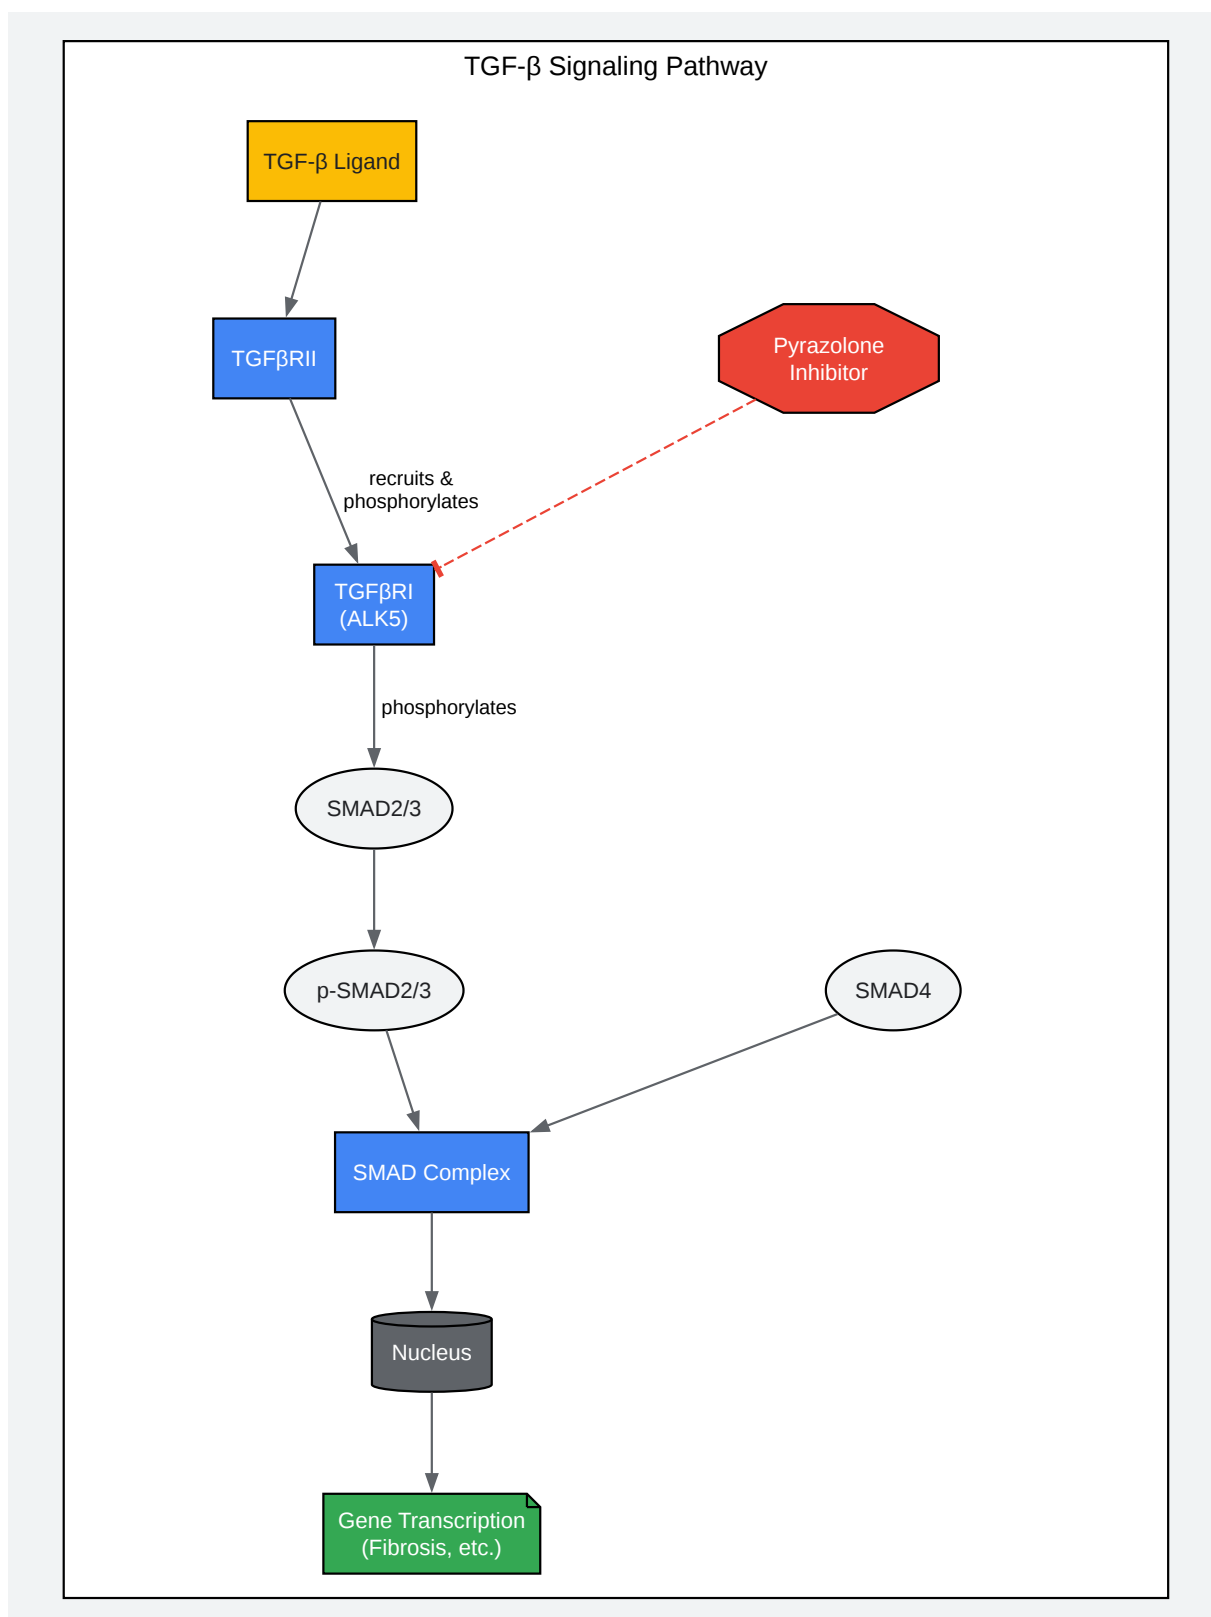 TGF-β Signaling Pathway
TGF-β Ligand
TGFβRII
Pyrazolone
Inhibitor
recruits &
phosphorylates
TGFβRI
(ALK5)
phosphorylates
SMAD2/3
p-SMAD2/3
SMAD4
SMAD Complex
Nucleus
Gene Transcription
(Fibrosis, etc.)